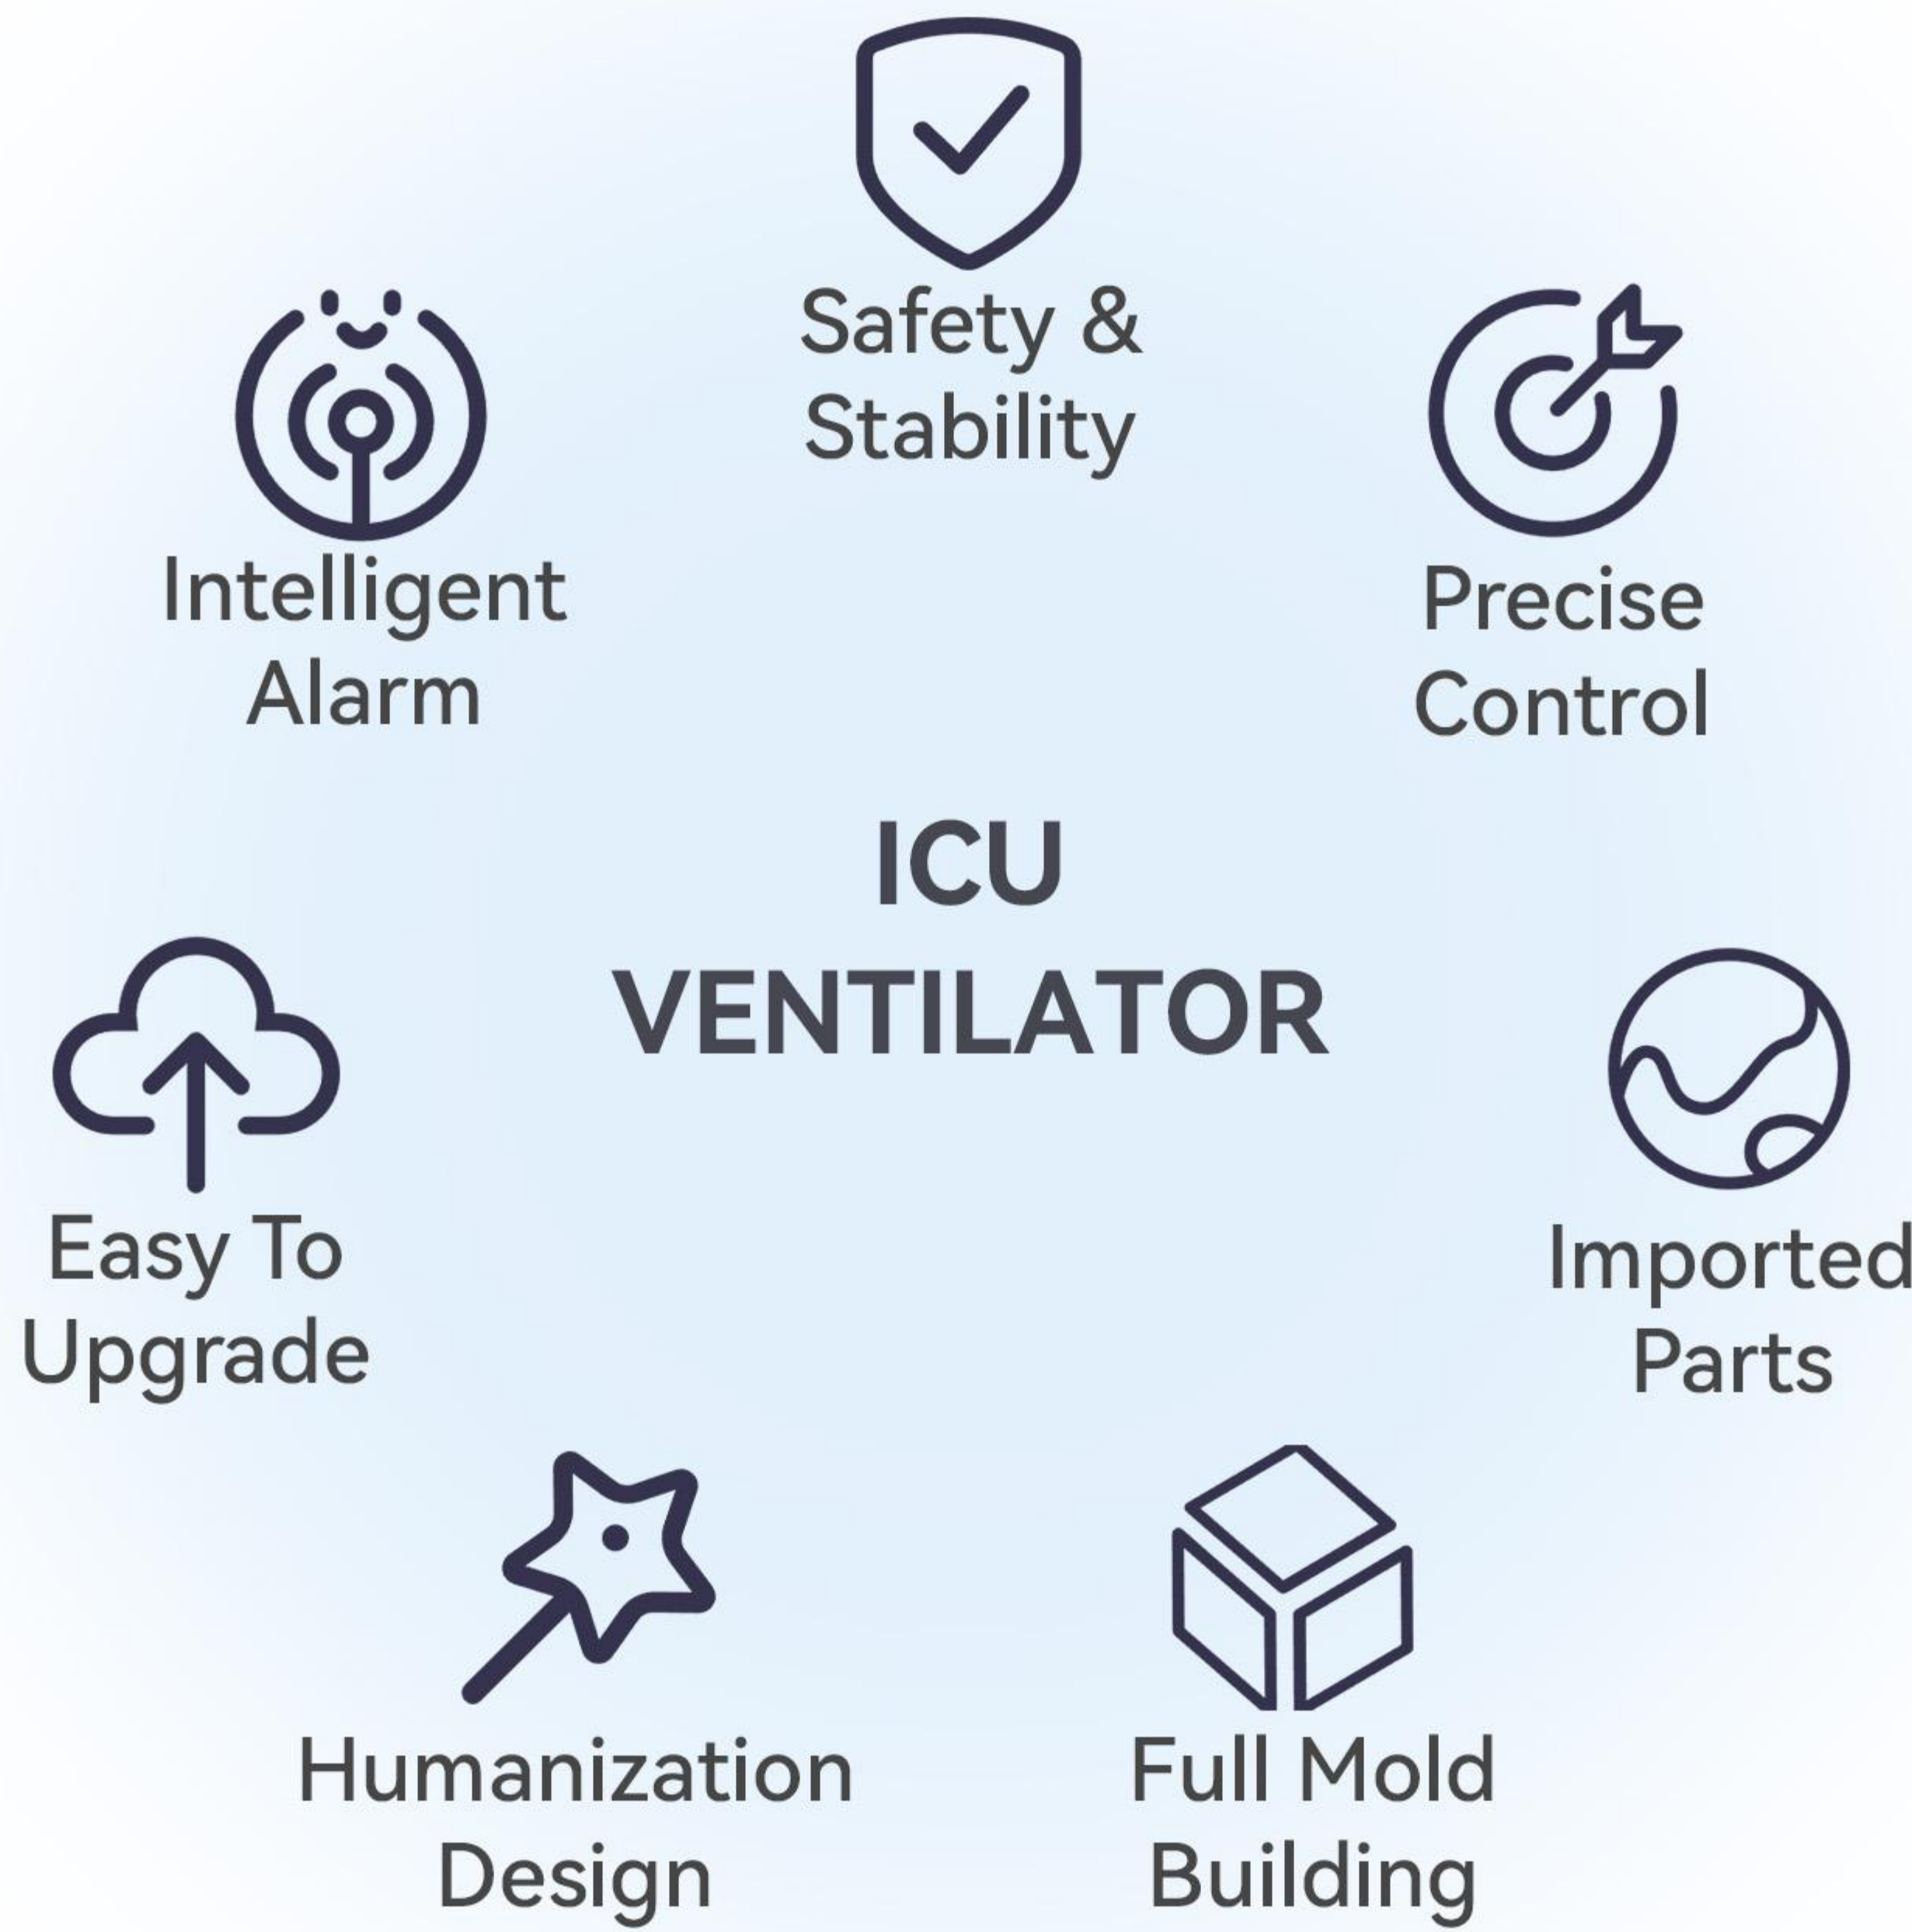 Safety &
Stability
Intelligent
Alarm
Precise
Control
ICU
VENTILATOR
Easy To
Upgrade
Imported
Parts
Humanization
Design
Full Mold
Building